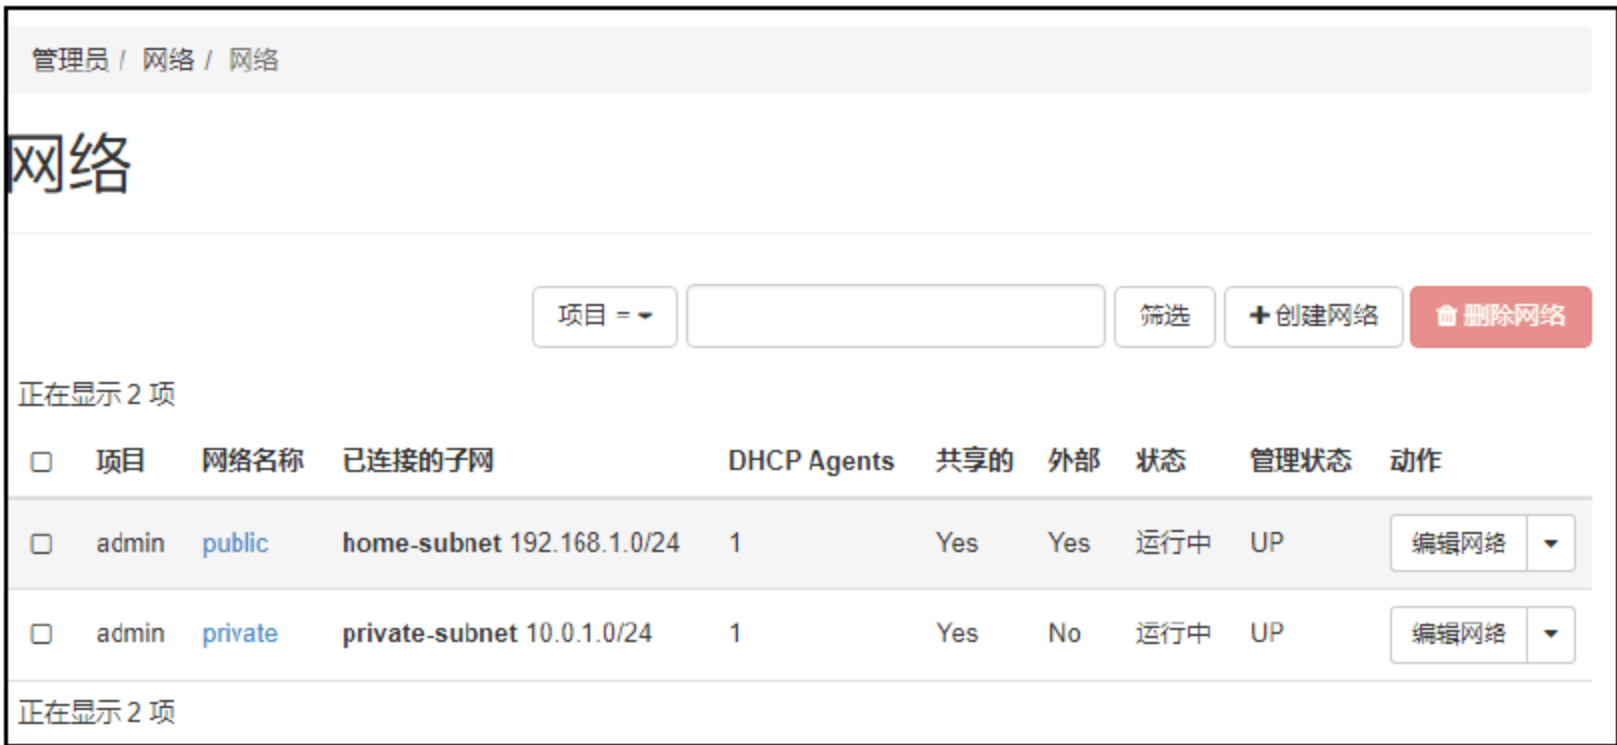 管理员 / 网络 / 网络
网络
项目 = 筛选 +创建网络 删除网络
正在显示 2 项
项目 网络名称 已连接的子网 DHCP Agents 共享的 外部 状态 管理状态 动作
admin public home-subnet 192.168.1.0/24 1 Yes Yes 运行中 UP 编辑网络
admin private private-subnet 10.0.1.0/24 1 Yes No 运行中 UP 编辑网络
正在显示 2 项